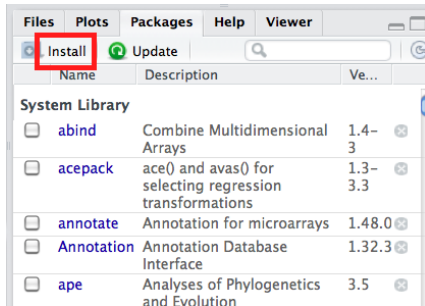 Files Plots Packages Help Viewer
Install Update
Name Description Ve...
System Library
abind Combine Multidimensional 1.4-
Arrays 3
acepack ace() and avas() for 1.3-
selecting regression 3.3
transformations
annotate Annotation for microarrays 1.48.0
Annotation Annotation Database 1.32.3
Interface
ape Analyses of Phylogenetics 3.5
and Evolution